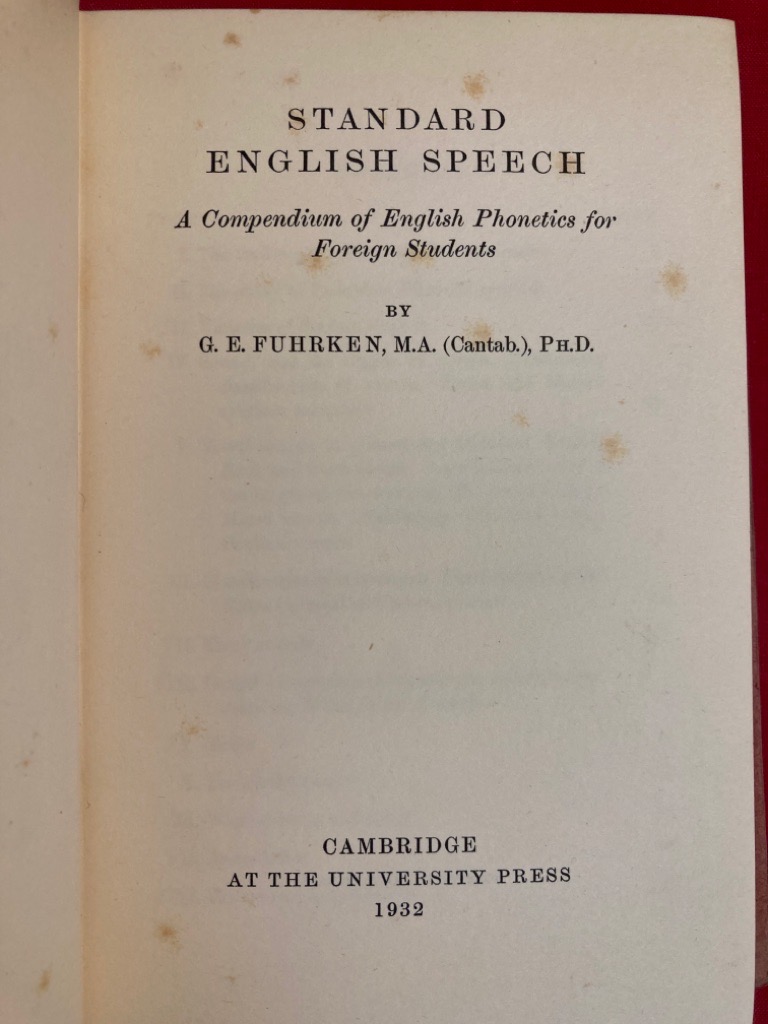 STANDARD
ENGLISH SPEECH
A Compendium of English Phonetics for
Foreign Students
BY
G. E. FUHRKEN, M.A. (Cantab.), PH.D.
CAMBRIDGE
AT THE UNIVERSITY PRESS
1932